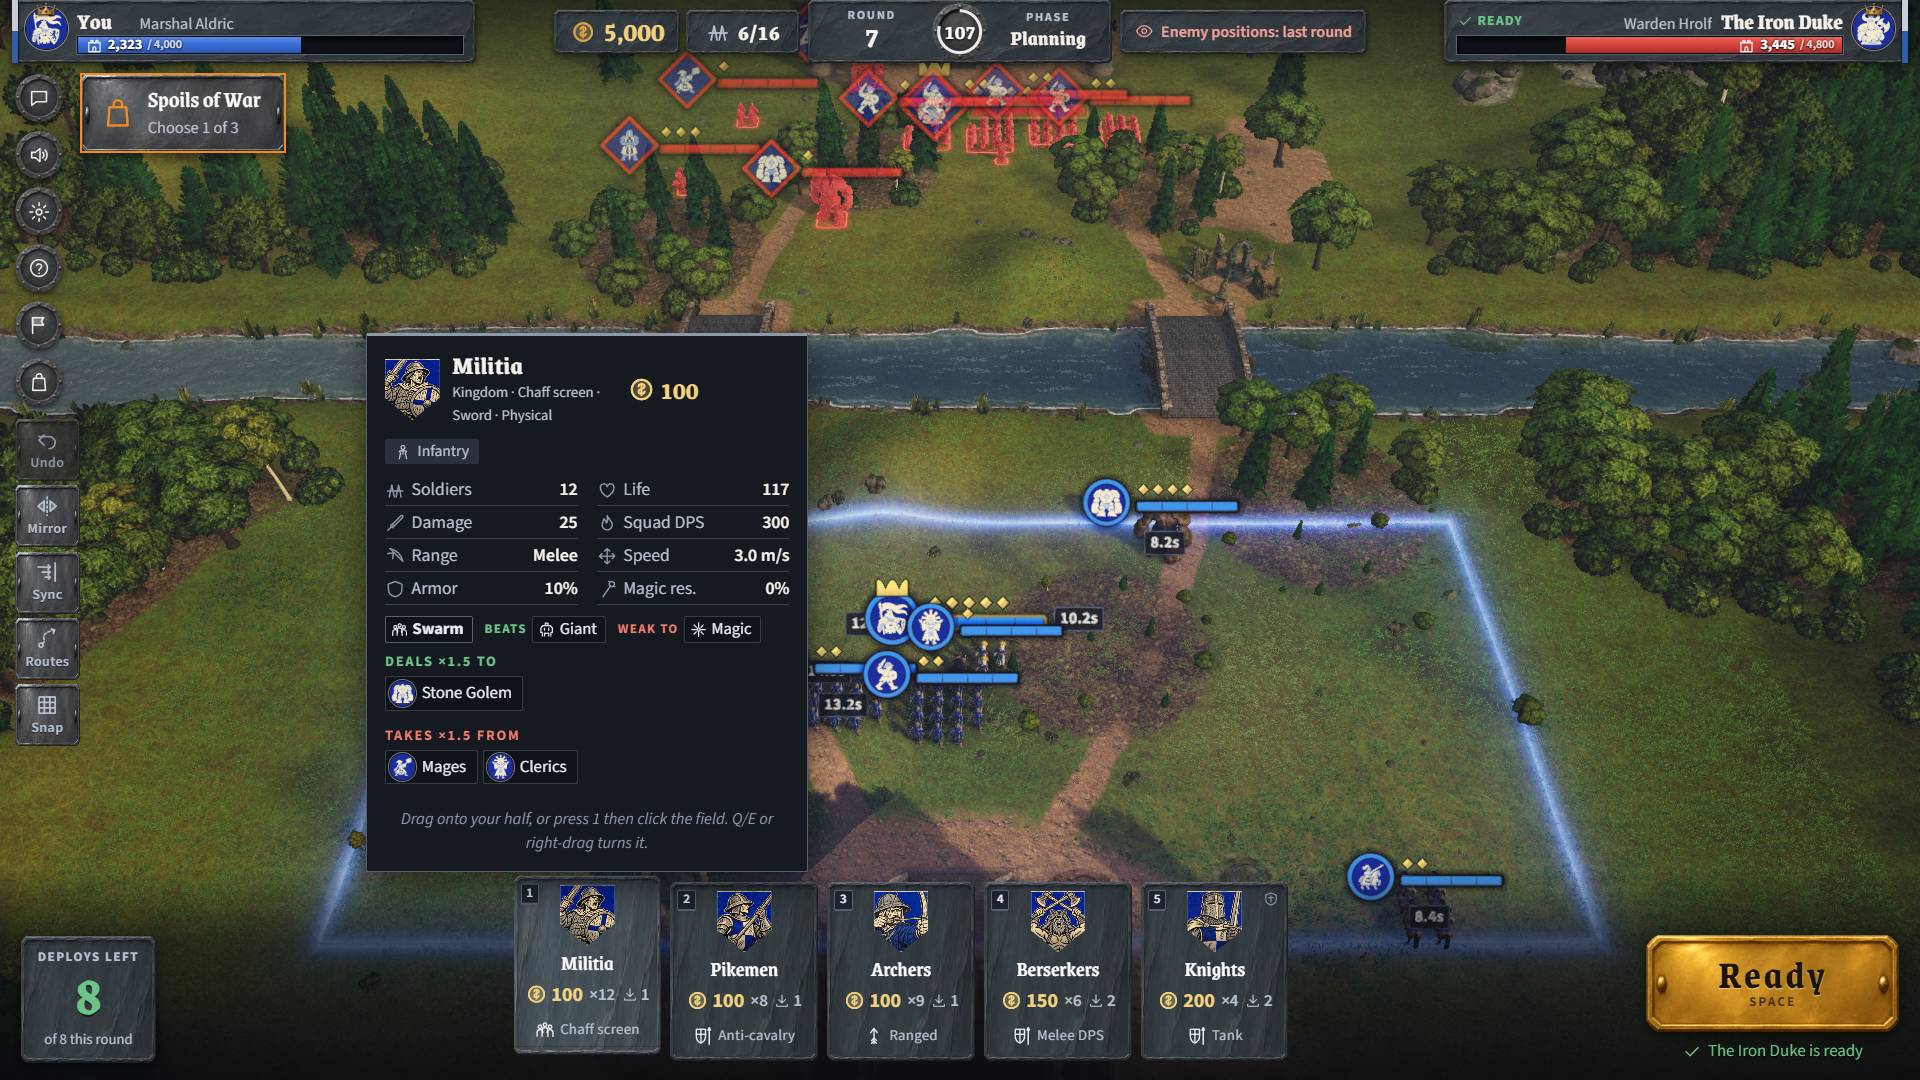 You Marshal Aldric
2,323 / 4,000
5,000
6/16
ROUND
7
107
PHASE
Planning
Enemy positions: last round
READY
Warden Hrolf The Iron Duke
3,445 / 4,800
Spoils of War
Choose 1 of 3
Undo
Mirror
Sync
Routes
Snap
Militia
Kingdom · Chaff screen ·
Sword · Physical
100
Infantry
Soldiers 12 Life 117
Damage 25 Squad DPS 300
Range Melee Speed 3.0 m/s
Armor 10% Magic res. 0%
Swarm BEATS Giant WEAK TO Magic
DEALS ×1.5 TO
Stone Golem
TAKES ×1.5 FROM
Mages Clerics
Drag onto your half, or press 1 then click the field. Q/E or
right-drag turns it.
8.2s
10.2s
13.2s
8.4s
DEPLOYS LEFT
8
of 8 this round
1
Militia
100 ×12 1
Chaff screen
2
Pikemen
100 ×8 1
Anti-cavalry
3
Archers
100 ×9 1
Ranged
4
Berserkers
150 ×6 2
Melee DPS
5
Knights
200 ×4 2
Tank
Ready
SPACE
The Iron Duke is ready